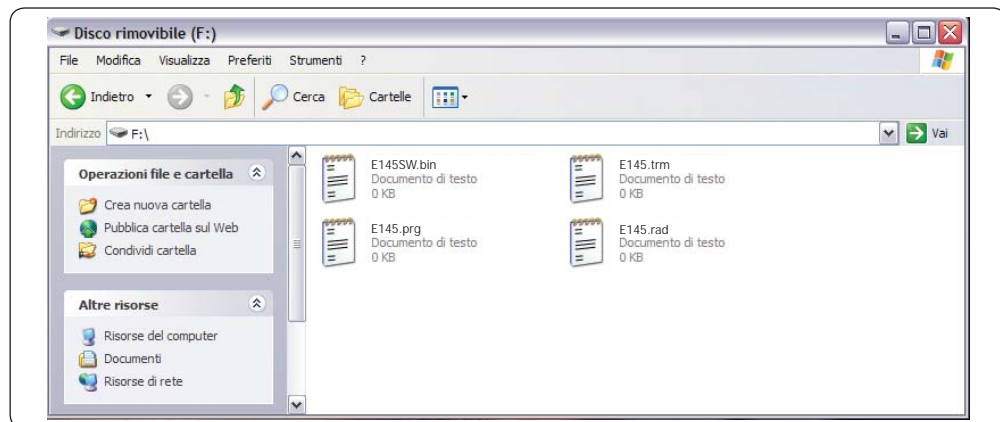 Disco rimovibile (F:)
File Modifica Visualizza Preferiti Strumenti ?
Indietro Cerca Cartelle
Indirizzo F:\ Vai
Operazioni file e cartella
Crea nuova cartella
Pubblica cartella sul Web
Condividi cartella
Altre risorse
Risorse del computer
Documenti
Risorse di rete
E145SW.bin
Documento di testo
0 KB
E145.trm
Documento di testo
0 KB
E145.prg
Documento di testo
0 KB
E145.rad
Documento di testo
0 KB